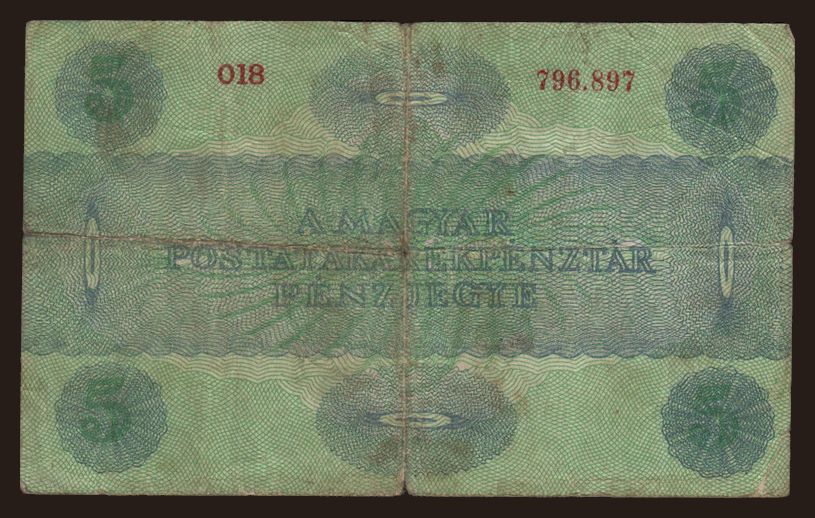 5 018 796.897 5
A MAGYAR
POSTATAKARÉKPÉNZTÁR
PÉNZJEGYE
5 5